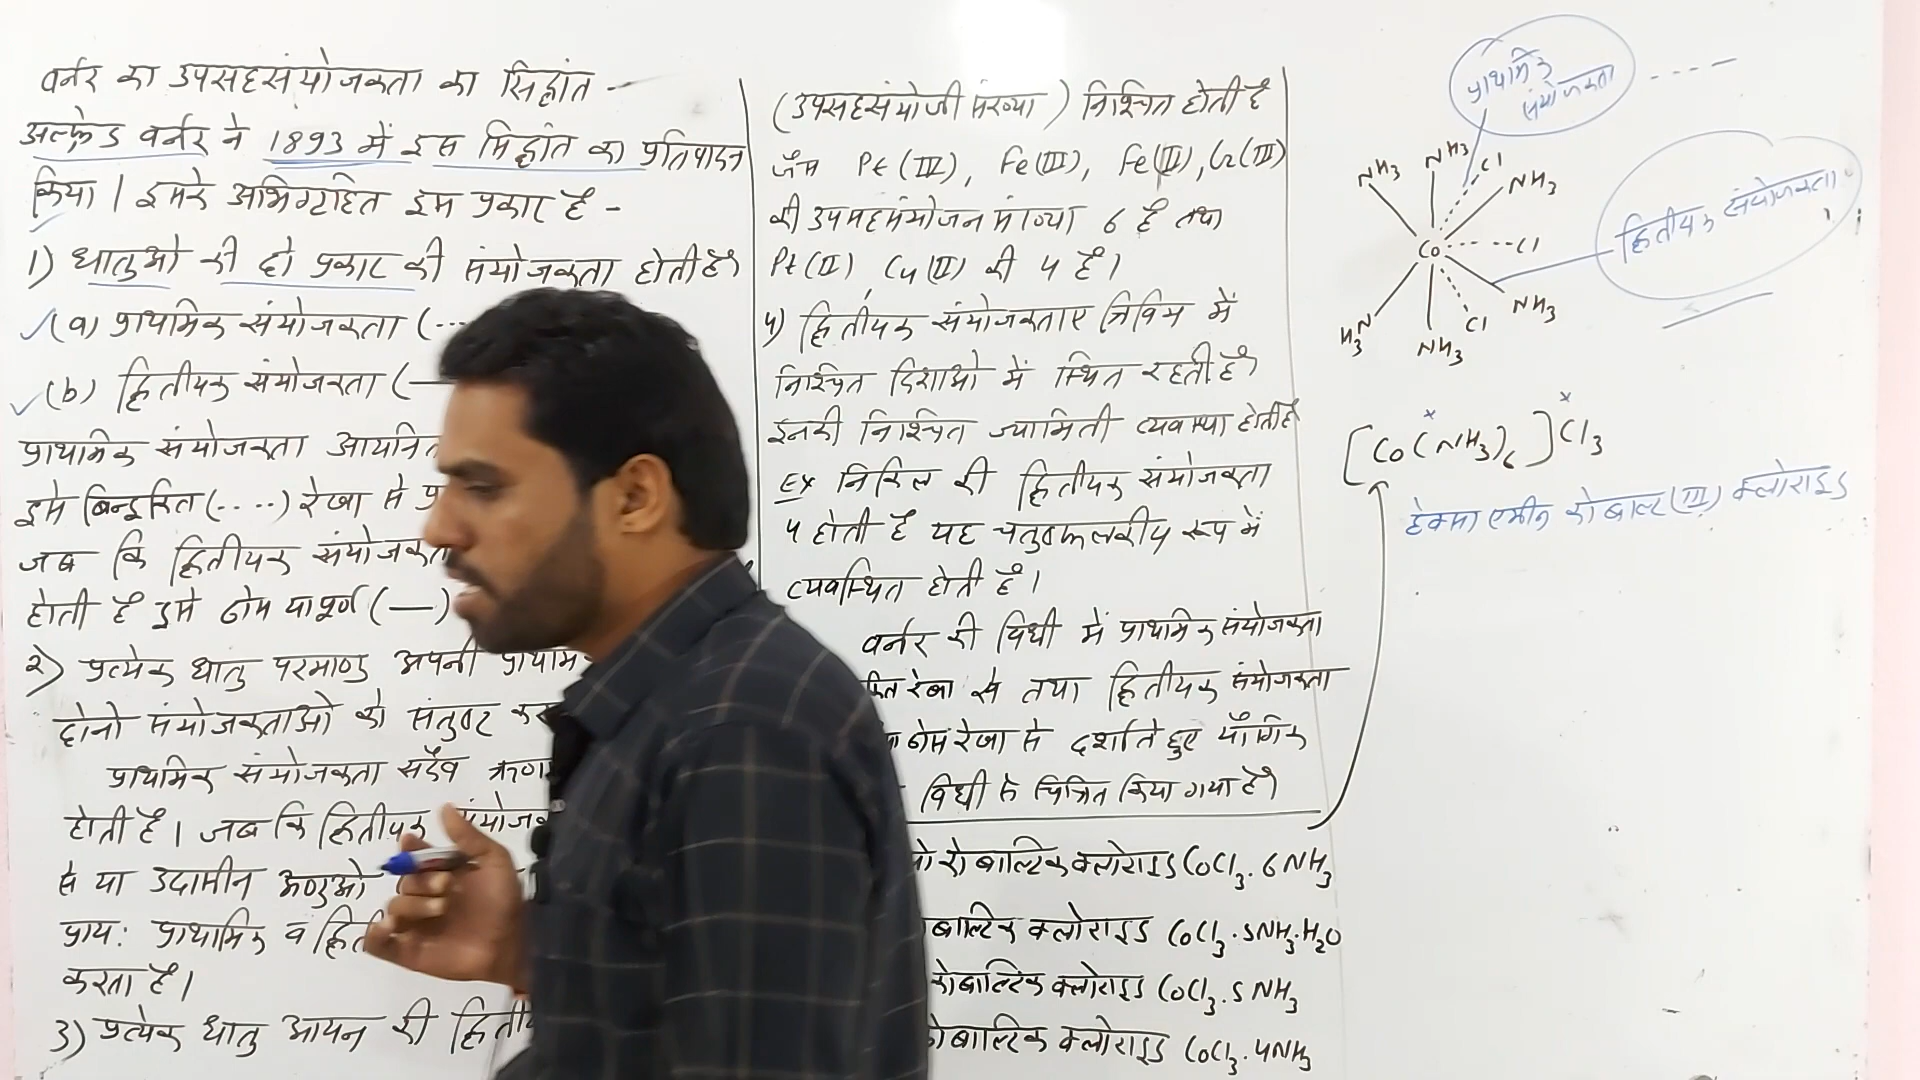 वर्नर का उपसहसंयोजकता का सिद्धांत -
अल्फ्रेड वर्नर ने 1893 में इस सिद्धांत का प्रतिपादन
किया । इसके अभिग्रहित इस प्रकार है -
1) धातुओ की दो प्रकार की संयोजकता होती है
(a) प्राथमिक संयोजकता (...
(b) द्वितीयक संयोजकता (—
प्राथमिक संयोजकता आयनित
इसे बिन्दुकित (....) रेखा से
जब कि द्वितीयक संयोजकता
होती है इसे ठोस या पूर्ण (—)
2) प्रत्येक धातु परमाणु अपनी प्राथमि
दोनो संयोजकताओ को संतुष्ट कर
प्राथमिक संयोजकता सदैव ऋणा
होती है । जब कि द्वितीयक संयोजक
से या उदासीन अणुओ (
प्राय: प्राथमिक व द्विती
करता है ।
3) प्रत्येक धातु आयन की द्विती
(उपसहसंयोजी संख्या ) निश्चित होती है
जैसे Pt (IV), Fe(III), Fe(II), Cr(III)
की उपसहसंयोजन संख्या 6 है तथा
Pt(II) Cu(II) की 4 है ।
4) द्वितीयक संयोजकताए त्रिविम में
निश्चित दिशाओ में स्थित रहती है
इनकी निश्चित ज्यामिती व्यवस्था होती है
Ex निकिल की द्वितीयक संयोजकता
4 होती है यह चतुष्फलकीय रूप में
व्यवस्थित होती है ।
वर्नर की विधी में प्राथमिक संयोजकता
कित रेखा से तथा द्वितीयक संयोजकता
ठोस रेखा से दर्शाते हुए यौगिक
विधी से चित्रित किया गया है
कोबाल्टिक क्लोराइड CoCl3. 6NH3
बाल्टिक क्लोराइड CoCl3.5NH3.H2O
कोबाल्टिक क्लोराइड CoCl3.5NH3
कोबाल्टिक क्लोराइड CoCl3.4NH3
प्राथमिक
संयोजकता
NH3 NH3 Cl NH3
Co Cl
द्वितीयक संयोजकता
H3N NH3 Cl NH3
[Co(NH3)6]Cl3
हेक्सा एमीन कोबाल्ट (III) क्लोराइड